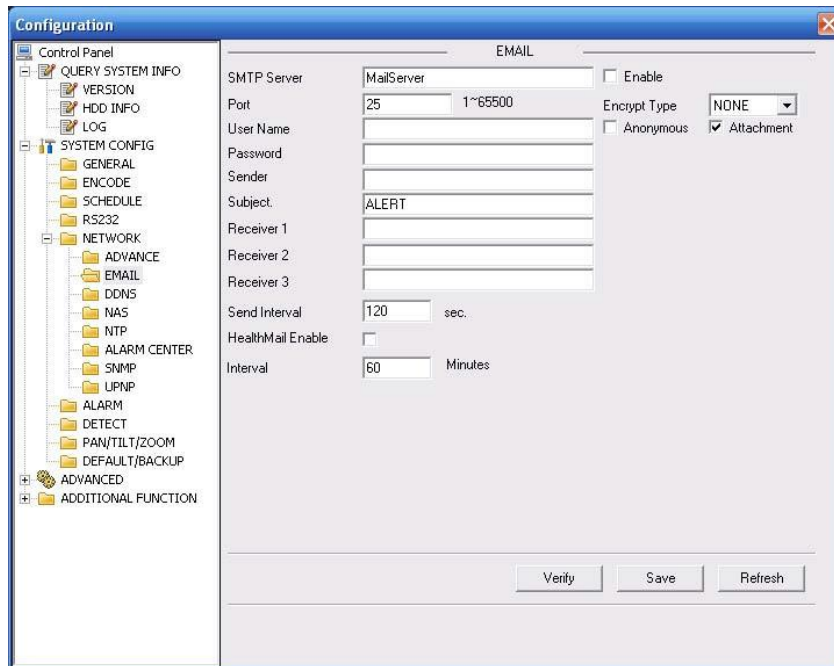 Configuration
Control Panel
QUERY SYSTEM INFO
VERSION
HDD INFO
LOG
SYSTEM CONFIG
GENERAL
ENCODE
SCHEDULE
RS232
NETWORK
ADVANCE
EMAIL
DDNS
NAS
NTP
ALARM CENTER
SNMP
UPNP
ALARM
DETECT
PAN/TILT/ZOOM
DEFAULT/BACKUP
ADVANCED
ADDITIONAL FUNCTION
EMAIL
SMTP Server MailServer Enable
Port 25 1~65500 Encrypt Type NONE
User Name Anonymous Attachment
Password
Sender
Subject. ALERT
Receiver 1
Receiver 2
Receiver 3
Send Interval 120 sec.
HealthMail Enable
Interval 60 Minutes
Verify Save Refresh